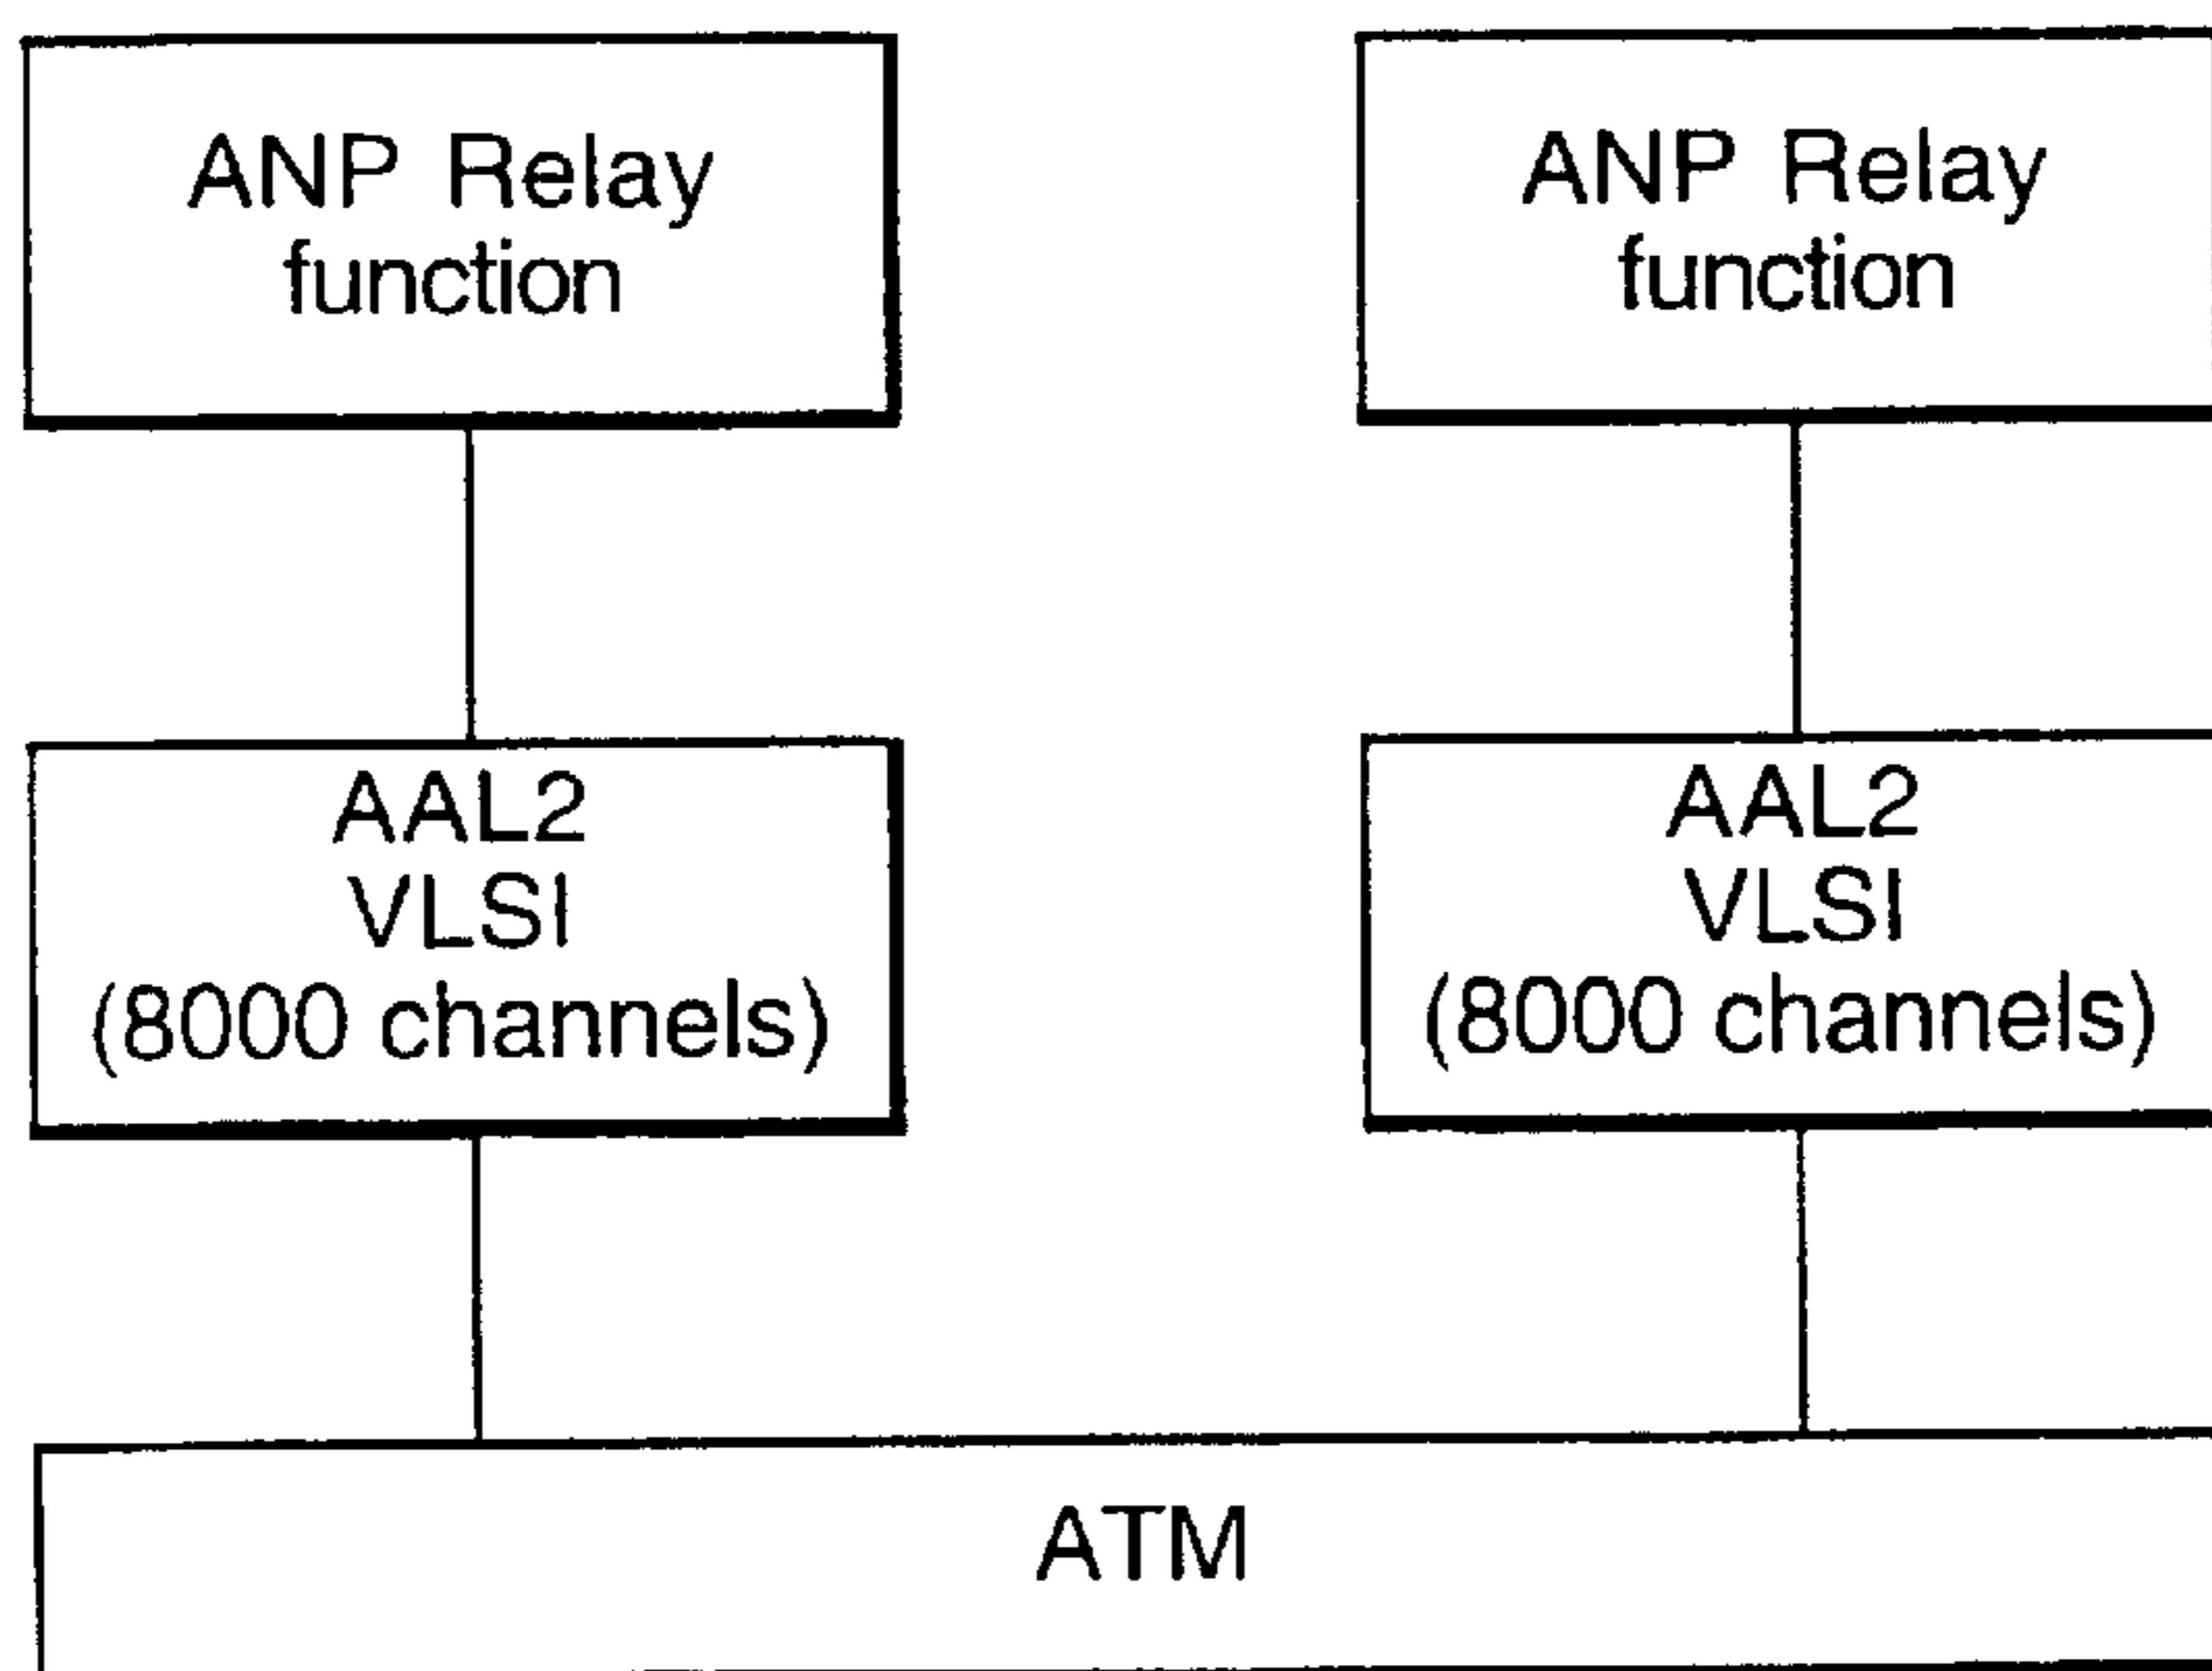 ANP Relay
function
ANP Relay
function
AAL2
VLSI
(8000 channels)
AAL2
VLSI
(8000 channels)
ATM